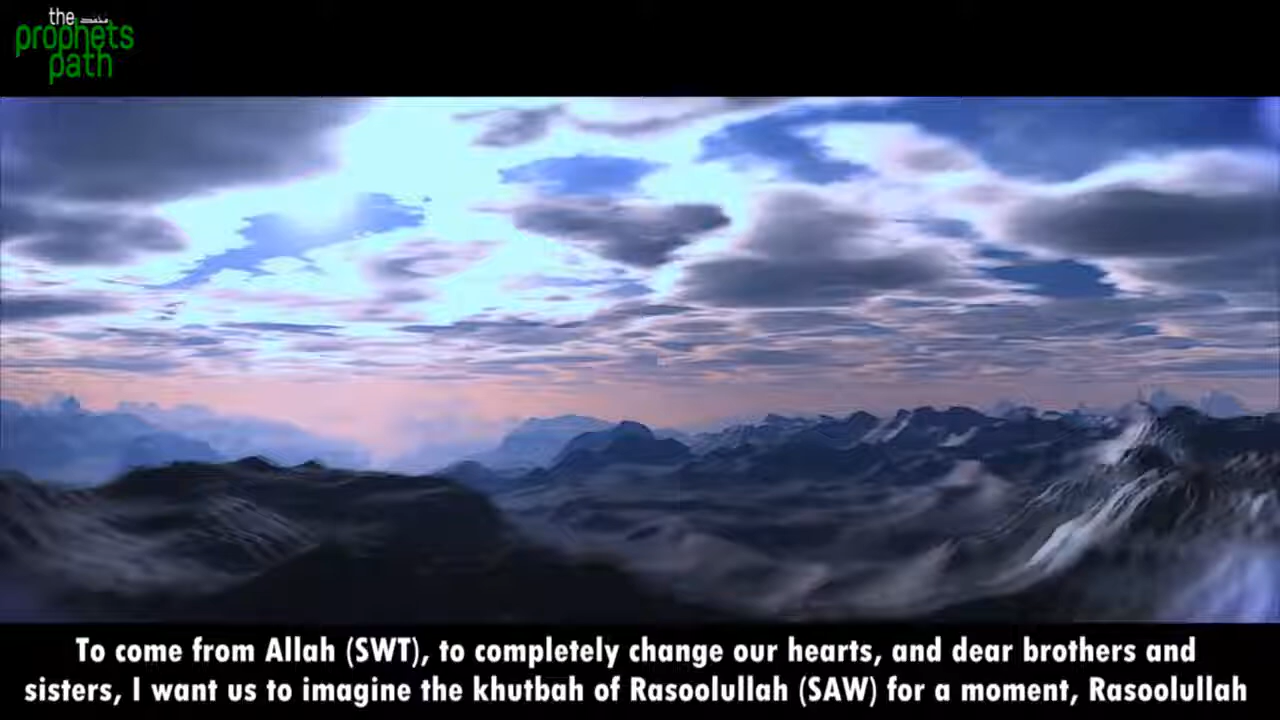 the محمد
prophets
path
To come from Allah (SWT), to completely change our hearts, and dear brothers and
sisters, I want us to imagine the khutbah of Rasoolullah (SAW) for a moment, Rasoolullah